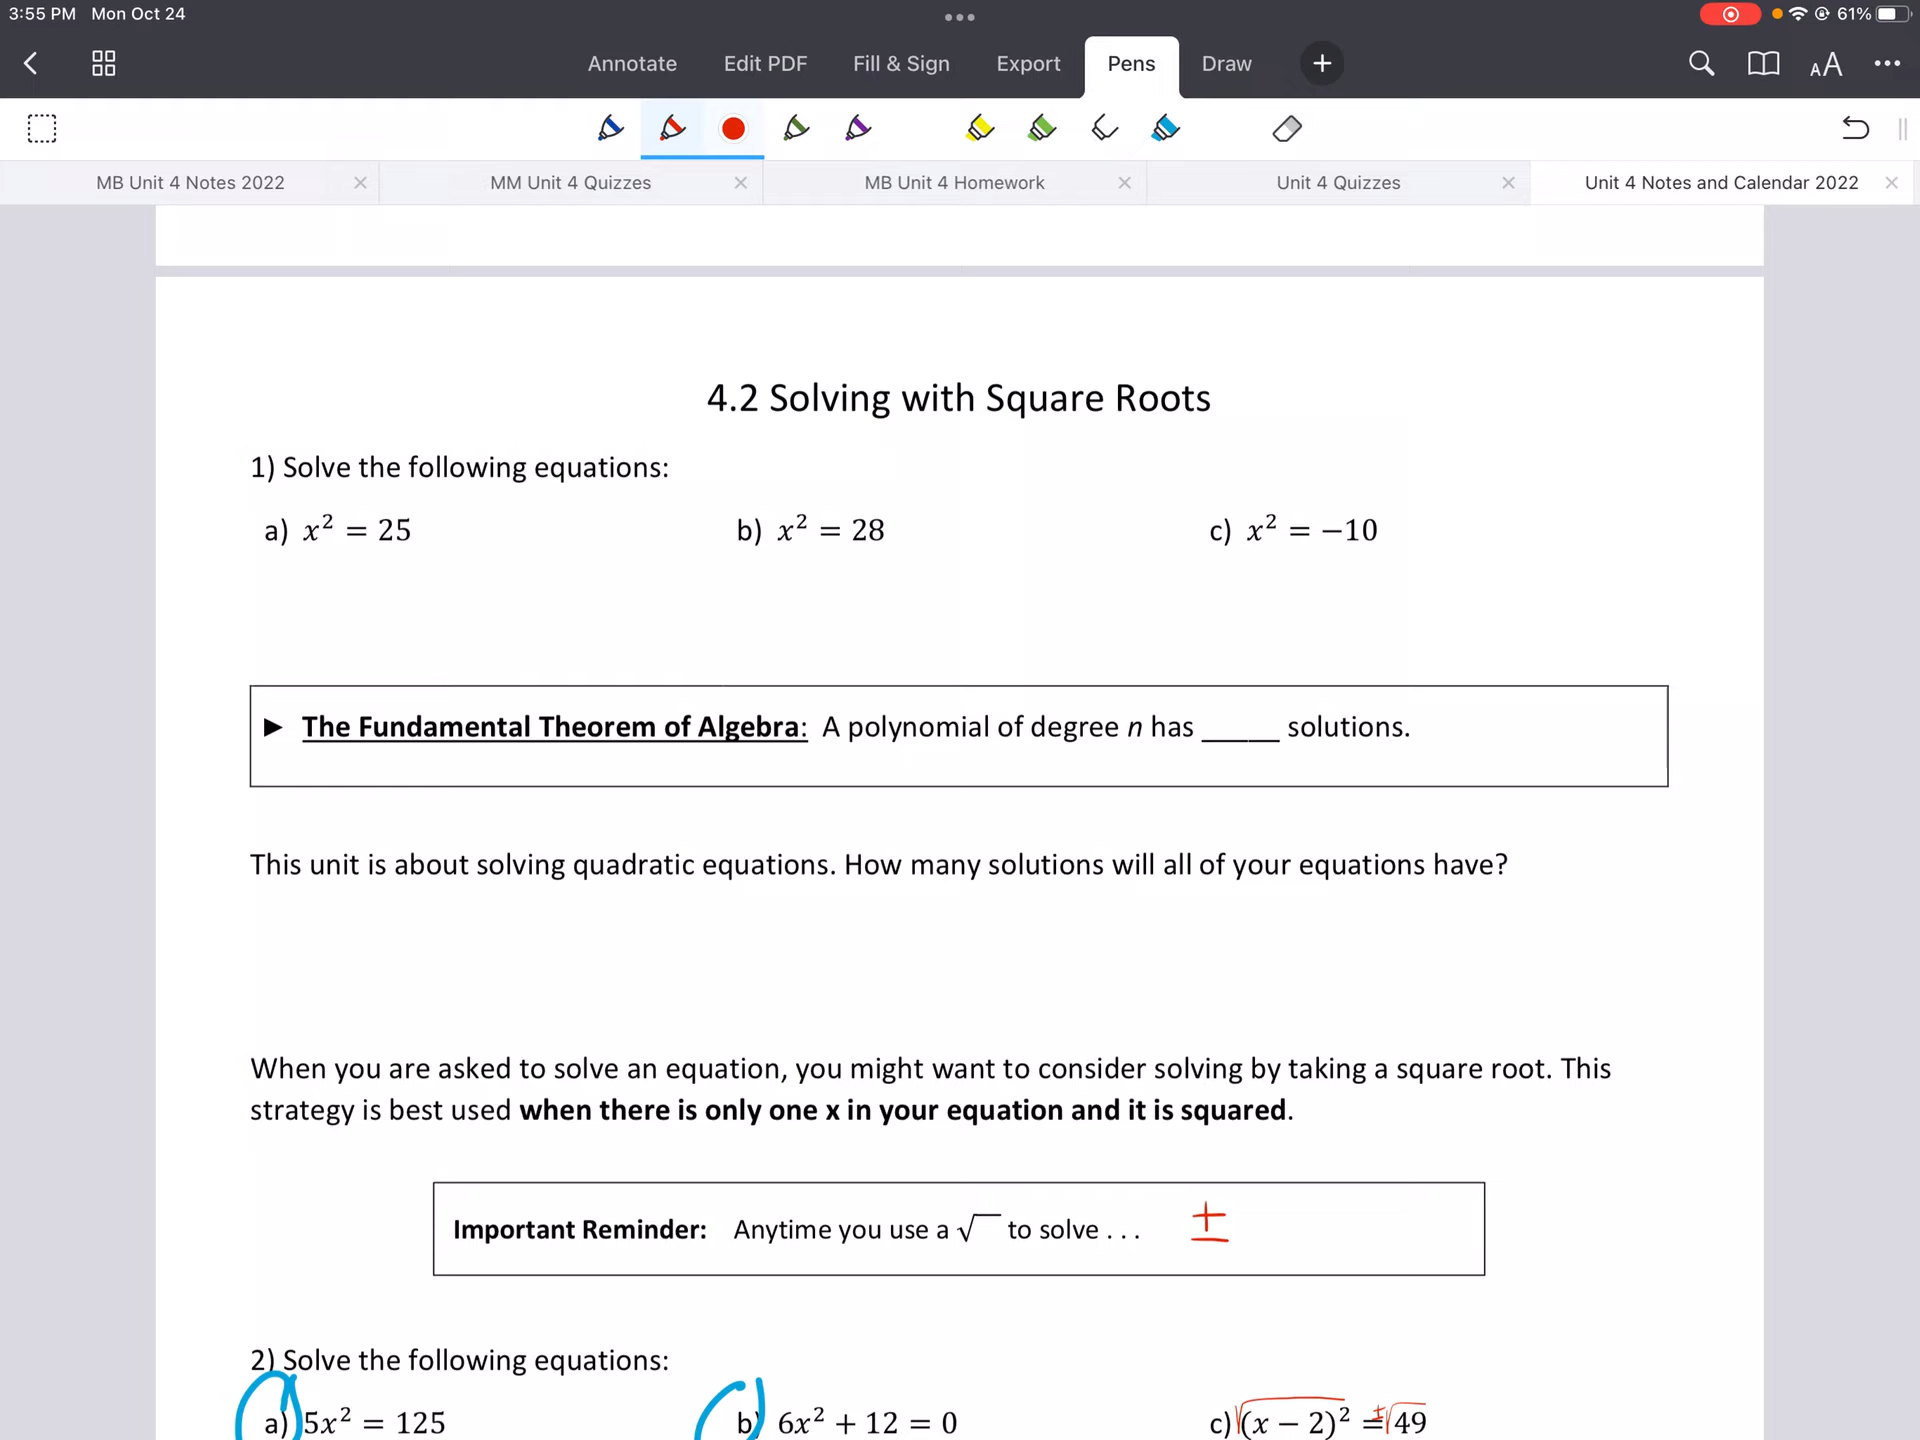 3:55 PM Mon Oct 24
61%
Annotate Edit PDF Fill & Sign Export Pens Draw
AA
MB Unit 4 Notes 2022 MM Unit 4 Quizzes MB Unit 4 Homework Unit 4 Quizzes Unit 4 Notes and Calendar 2022
4.2 Solving with Square Roots
1) Solve the following equations:
a) x² = 25 b) x² = 28 c) x² = −10
► The Fundamental Theorem of Algebra: A polynomial of degree n has _____ solutions.
This unit is about solving quadratic equations. How many solutions will all of your equations have?
When you are asked to solve an equation, you might want to consider solving by taking a square root. This
strategy is best used when there is only one x in your equation and it is squared.
Important Reminder: Anytime you use a √ to solve . . . ±
2) Solve the following equations:
a) 5x² = 125 b) 6x² + 12 = 0 c) √(x − 2)² = ±√49